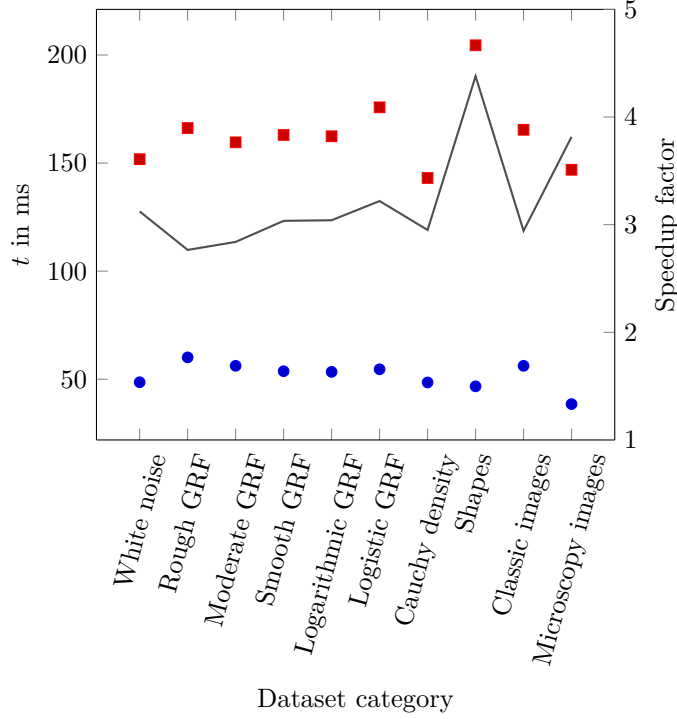 5
200
4
150
t in ms
3
Speedup factor
100
2
50
1
White noise
Rough GRF
Moderate GRF
Smooth GRF
Logarithmic GRF
Logistic GRF
Cauchy density
Shapes
Classic images
Microscopy images
Dataset category